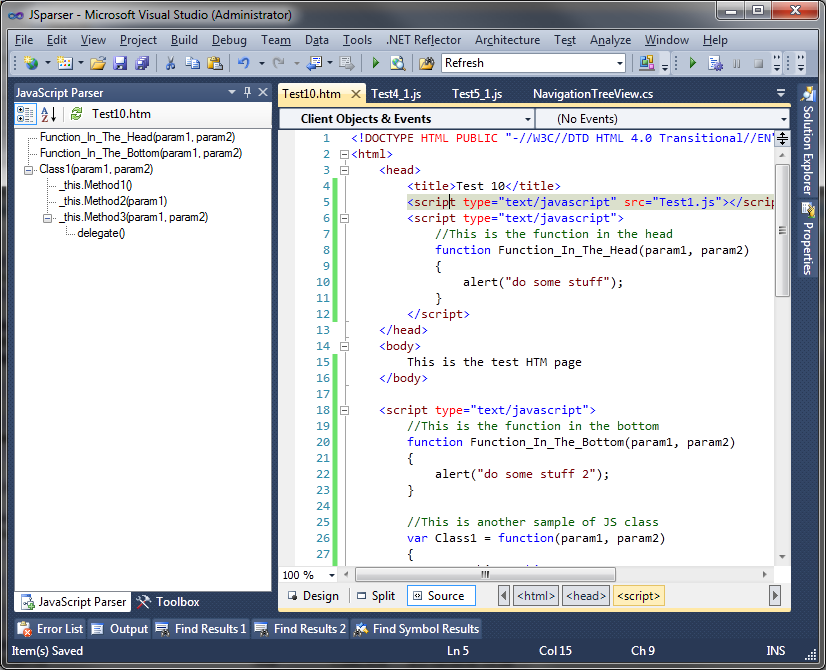 JSparser - Microsoft Visual Studio (Administrator)
File Edit View Project Build Debug Team Data Tools .NET Reflector Architecture Test Analyze Window Help
Refresh
JavaScript Parser
Test10.htm
Function_In_The_Head(param1, param2)
Function_In_The_Bottom(param1, param2)
Class1(param1, param2)
_this.Method1()
_this.Method2(param1)
_this.Method3(param1, param2)
delegate()
JavaScript Parser Toolbox
Test10.htm Test4_1.js Test5_1.js NavigationTreeView.cs
Client Objects & Events (No Events)
1 <!DOCTYPE HTML PUBLIC "-//W3C//DTD HTML 4.0 Transitional//EN"
2 <html>
3 <head>
4 <title>Test 10</title>
5 <script type="text/javascript" src="Test1.js"></scrip
6 <script type="text/javascript">
7 //This is the function in the head
8 function Function_In_The_Head(param1, param2)
9 {
10 alert("do some stuff");
11 }
12 </script>
13 </head>
14 <body>
15 This is the test HTM page
16 </body>
17
18 <script type="text/javascript">
19 //This is the function in the bottom
20 function Function_In_The_Bottom(param1, param2)
21 {
22 alert("do some stuff 2");
23 }
24
25 //This is another sample of JS class
26 var Class1 = function(param1, param2)
27 {
100 %
Design Split Source <html> <head> <script>
Solution Explorer
Properties
Error List Output Find Results 1 Find Results 2 Find Symbol Results
Item(s) Saved Ln 5 Col 15 Ch 9 INS